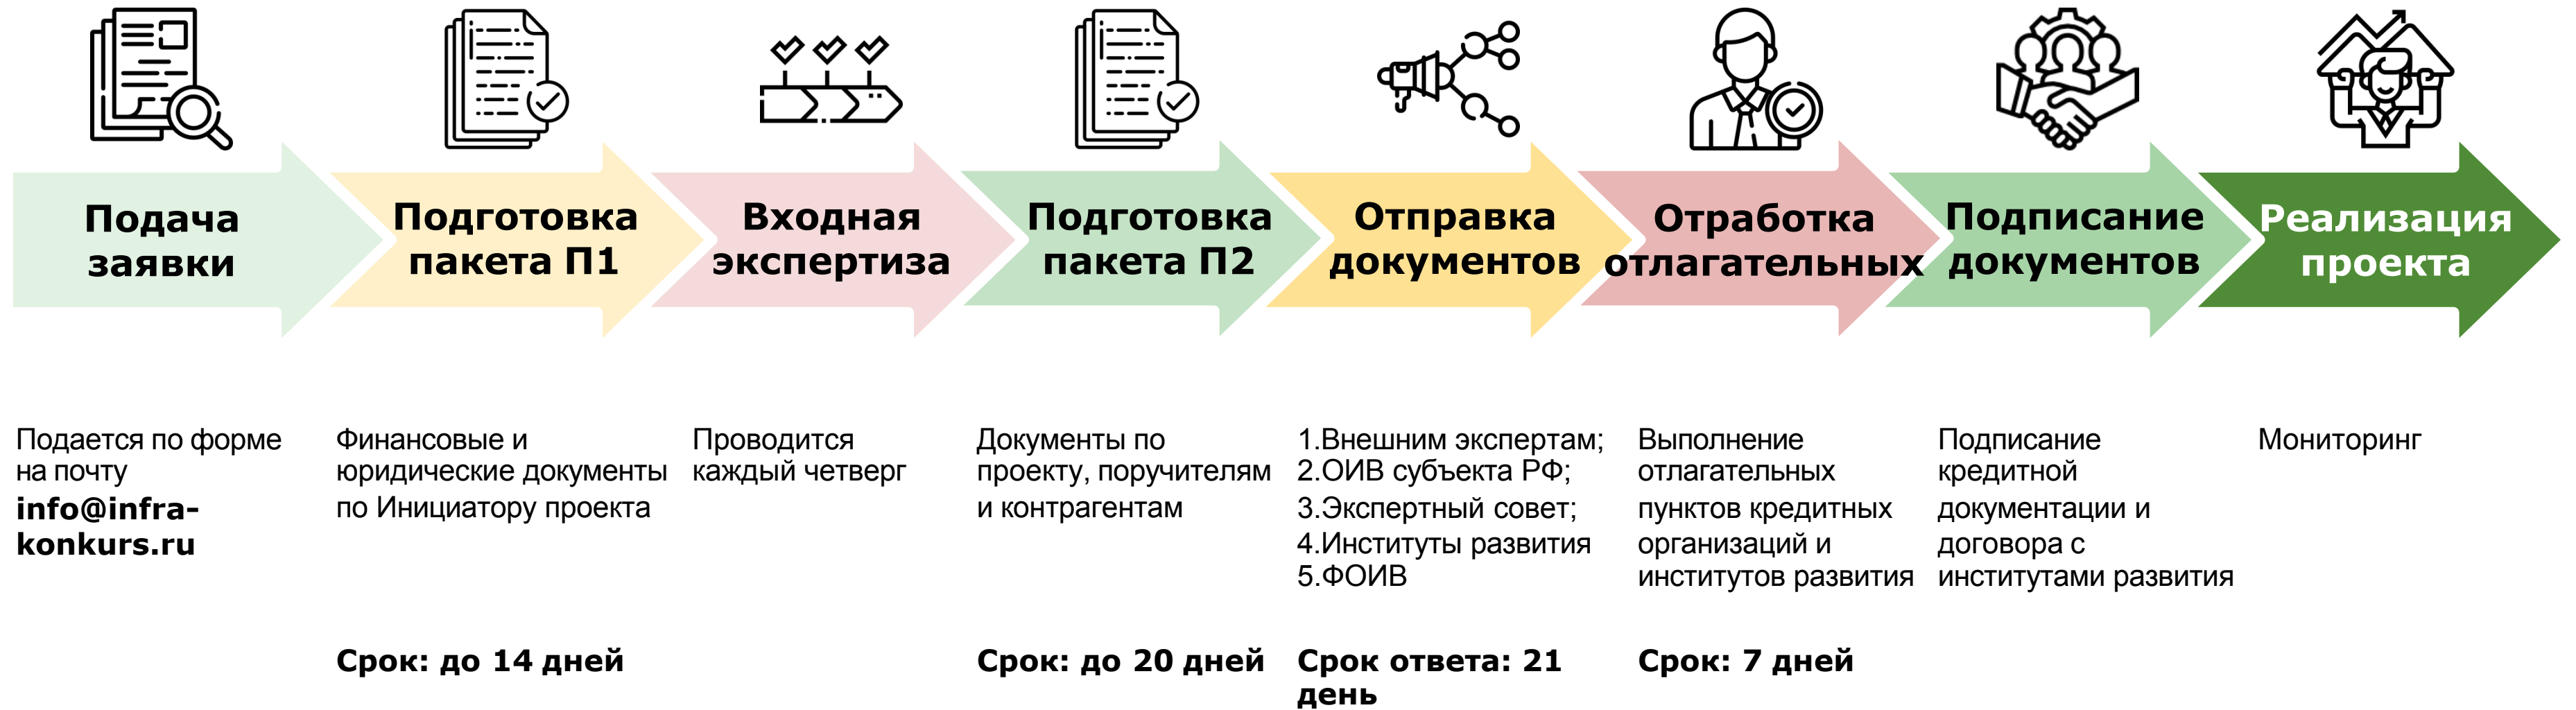 Подача
заявки
Подготовка
пакета П1
Входная
экспертиза
Подготовка
пакета П2
Отправка
документов
Отработка
отлагательных
Подписание
документов
Реализация
проекта
Подается по форме
на почту
info@infra-
konkurs.ru
Финансовые и
юридические документы
по Инициатору проекта
Срок: до 14 дней
Проводится
каждый четверг
Документы по
проекту, поручителям
и контрагентам
Срок: до 20 дней
1.Внешним экспертам;
2.ОИВ субъекта РФ;
3.Экспертный совет;
4.Институты развития
5.ФОИВ
Срок ответа: 21
день
Выполнение
отлагательных
пунктов кредитных
организаций и
институтов развития
Срок: 7 дней
Подписание
кредитной
документации и
договора с
институтами развития
Мониторинг